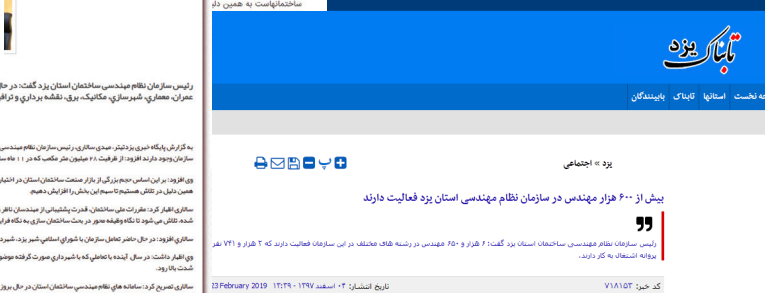 ساختمانهاست به همین دلی
تابناک یزد
صفحه نخست استانها تابناک بایبندگان
یزد » اجتماعی
بیش از ۶۰۰ هزار مهندس در سازمان نظام مهندسی استان یزد فعالیت دارند
رئیس سازمان نظام مهندسی ساختمان استان یزد گفت: ۶ هزار و ۶۵۰ مهندس در رشته های مختلف در این سازمان فعالیت دارند که ۲ هزار و ۷۴۱ نفر
پروانه اشتغال به کار دارند.
کد خبر: ۷۱۸۱۵۳
تاریخ انتشار: ۰۴ اسفند ۱۳۹۷ - ۱۲:۳۹
23 February 2019
رئیس سازمان نظام مهندسی ساختمان استان یزد گفت: در حا
عمران، معماری، شهرسازی، مکانیک، برق، نقشه برداری و ترافی
به گزارش پایگاه خبری یزدتیتر، مهدی سالاری، رئیس سازمان نظام مهندسی
سازمان وجود دارند افزود: از ظرفیت ۲۸ میلیون متر مکعب که در ۱۱ ماه سا
وی افزود: بر این اساس حجم بزرگی از بازار صنعت ساختمان استان در اختیار
همین دلیل در تلاش هستیم تا سهم این بخش را افزایش دهیم.
سالاری اظهار کرد: مقررات ملی ساختمان، قدرت پشتیبانی از مهندسان ناظر
شده، تلاش می شود تا نگاه وظیفه محور در بحث ساختمان سازی به نگاه فرای
سالاری افزود: در حال حاضر تعامل سازمان با شورای اسلامی شهر یزد، شهرد
وی اظهار داشت: در سال آینده با تعاملی که با شهرداری صورت گرفته موضو
شدت بالا رود.
سالاری تصریح کرد: سامانه های نظام مهندسی ساختمان استان در حال بروز